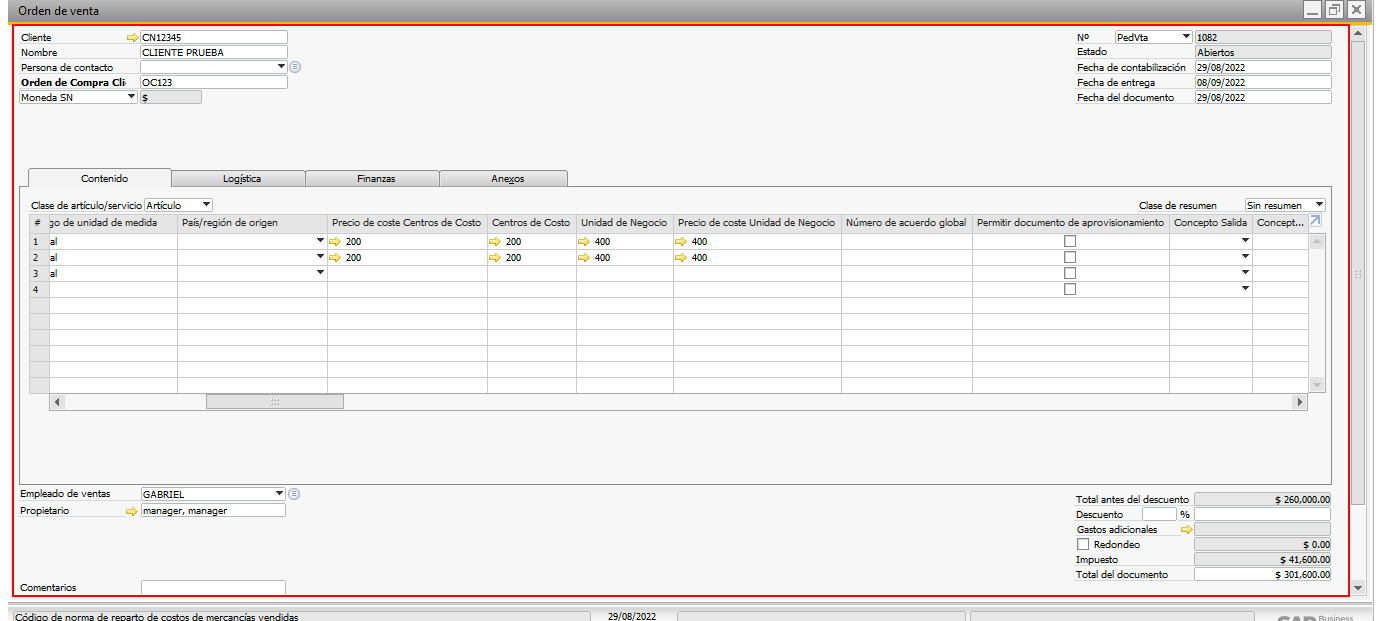 Orden de venta
Cliente CN12345
Nombre CLIENTE PRUEBA
Persona de contacto
Orden de Compra Cli OC123
Moneda SN $
Nº PedVta 1082
Estado Abiertos
Fecha de contabilización 29/08/2022
Fecha de entrega 08/09/2022
Fecha del documento 29/08/2022
Contenido Logística Finanzas Anexos
Clase de artículo/servicio Artículo Clase de resumen Sin resumen
# go de unidad de medida País/región de origen Precio de coste Centros de Costo Centros de Costo Unidad de Negocio Precio de coste Unidad de Negocio Número de acuerdo global Permitir documento de aprovisionamiento Concepto Salida Concept...
1 al 200 200 400 400
2 al 200 200 400 400
3 al
4
Empleado de ventas GABRIEL
Propietario manager, manager
Total antes del descuento $ 260,000.00
Descuento %
Gastos adicionales
Redondeo $ 0.00
Impuesto $ 41,600.00
Total del documento $ 301,600.00
Comentarios
Código de norma de reparto de costos de mercancías vendidas 29/08/2022 SAP Business